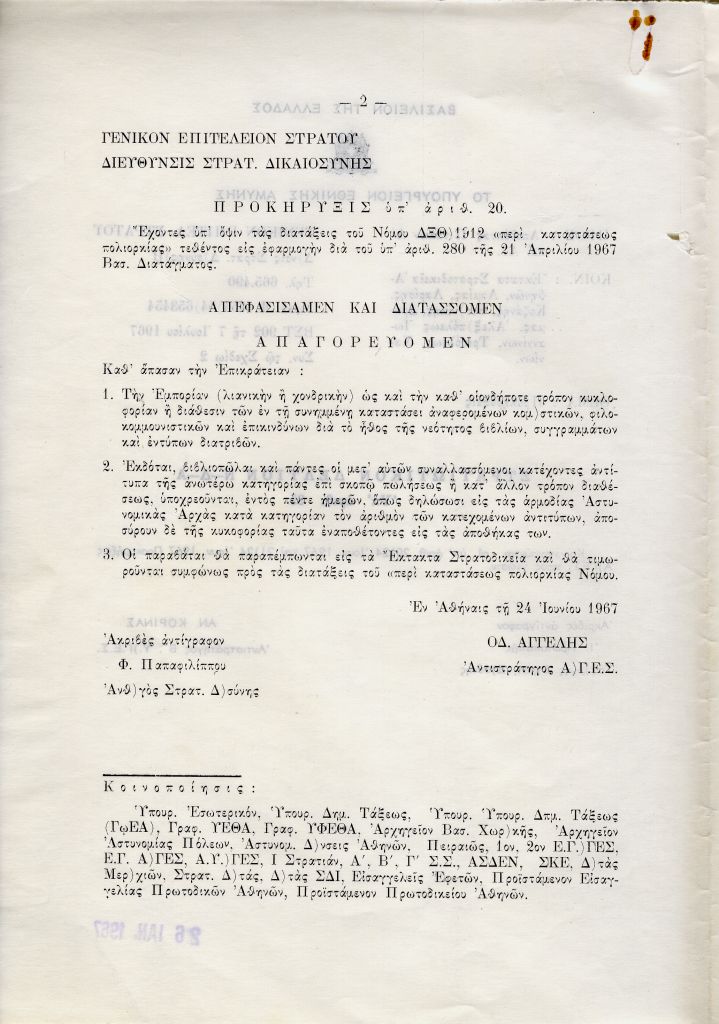 — 2 —
ΓΕΝΙΚΟΝ ΕΠΙΤΕΛΕΙΟΝ ΣΤΡΑΤΟΥ
ΔΙΕΥΘΥΝΣΙΣ ΣΤΡΑΤ. ΔΙΚΑΙΟΣΥΝΗΣ
ΠΡΟΚΗΡΥΞΙΣ ὑπ' ἀριθ. 20.
Ἔχοντες ὑπ' ὄψιν τὰς διατάξεις τοῦ Νόμου ΔΞΘ)1912 «περὶ καταστάσεως
πολιορκίας» τεθέντος εἰς ἐφαρμογὴν διὰ τοῦ ὑπ' ἀριθ. 280 τῆς 21 Ἀπριλίου 1967
Βασ. Διατάγματος.
ΑΠΕΦΑΣΙΣΑΜΕΝ ΚΑΙ ΔΙΑΤΑΣΣΟΜΕΝ
ΑΠΑΓΟΡΕΥΟΜΕΝ
Καθ' ἅπασαν τὴν Ἐπικράτειαν :
1. Τὴν Ἐμπορίαν (λιανικὴν ἢ χονδρικὴν) ὡς καὶ τὴν καθ' οἱονδήποτε τρόπον κυκλο-
φορίαν ἢ διάθεσιν τῶν ἐν τῇ συνημμένῃ καταστάσει ἀναφερομένων κομ)στικῶν, φιλο-
κομμουνιστικῶν καὶ ἐπικινδύνων διὰ τὸ ἦθος τῆς νεότητος βιβλίων, συγγραμμάτων
καὶ ἐντύπων διατριβῶν.
2. Ἐκδόται, βιβλιοπῶλαι καὶ πάντες οἱ μετ' αὐτῶν συναλλασσόμενοι κατέχοντες ἀντί-
τυπα τῆς ἀνωτέρω κατηγορίας ἐπὶ σκοπῷ πωλήσεως ἢ κατ' ἄλλον τρόπον διαθέ-
σεως, ὑποχρεοῦνται, ἐντὸς πέντε ἡμερῶν, ὅπως δηλώσωσι εἰς τὰς ἁρμοδίας Ἀστυ-
νομικὰς Ἀρχὰς κατὰ κατηγορίαν τὸν ἀριθμὸν τῶν κατεχομένων ἀντιτύπων, ἀπο-
σύρουν δὲ τῆς κυκοφορίας ταῦτα ἐναποθέτοντες εἰς τὰς ἀποθήκας των.
3. Οἱ παραβάται θὰ παραπέμπωνται εἰς τὰ Ἔκτακτα Στρατοδικεῖα καὶ θὰ τιμω-
ροῦνται συμφώνως πρὸς τὰς διατάξεις τοῦ «περὶ καταστάσεως πολιορκίας Νόμου.
Ἐν Ἀθήναις τῇ 24 Ἰουνίου 1967
Ἀκριβὲς ἀντίγραφον
ΟΔ. ΑΓΓΕΛΗΣ
Φ. Παπαφιλίππου
Ἀντιστράτηγος Α)Γ.Ε.Σ.
Ἀνθ)γὸς Στρατ. Δ)σύνης
Κοινοποίησις :
Ὑπουρ. Ἐσωτερικόν, Ὑπουρ. Δημ. Τάξεως, Ὑπουρ. Ὑπουρ. Δπμ. Τάξεως
(ΓφΕΑ), Γραφ. ΥΕΘΑ, Γραφ. ΥΦΕΘΑ, Ἀρχηγεῖον Βασ. Χωρ)κῆς, Ἀρχηγεῖον
Ἀστυνομίας Πόλεων, Ἀστυνομ. Δ)νσεις Ἀθηνῶν, Πειραιῶς, 1ον, 2ον Ε.Γ.)ΓΕΣ,
Ε.Γ. Α)ΓΕΣ, Α.Υ.)ΓΕΣ, Ι Στρατιάν, Α', Β', Γ' Σ.Σ., ΑΣΔΕΝ, ΣΚΕ, Δ)τὰς
Μερ)χιῶν, Στρατ. Δ)τάς, Δ)τὰς ΣΔΙ, Εἰσαγγελεῖς Ἐφετῶν, Προϊστάμενον Εἰσαγ-
γελίας Πρωτοδικῶν Ἀθηνῶν, Προϊστάμενον Πρωτοδικείου Ἀθηνῶν.
26 ΙΑΝ. 1967